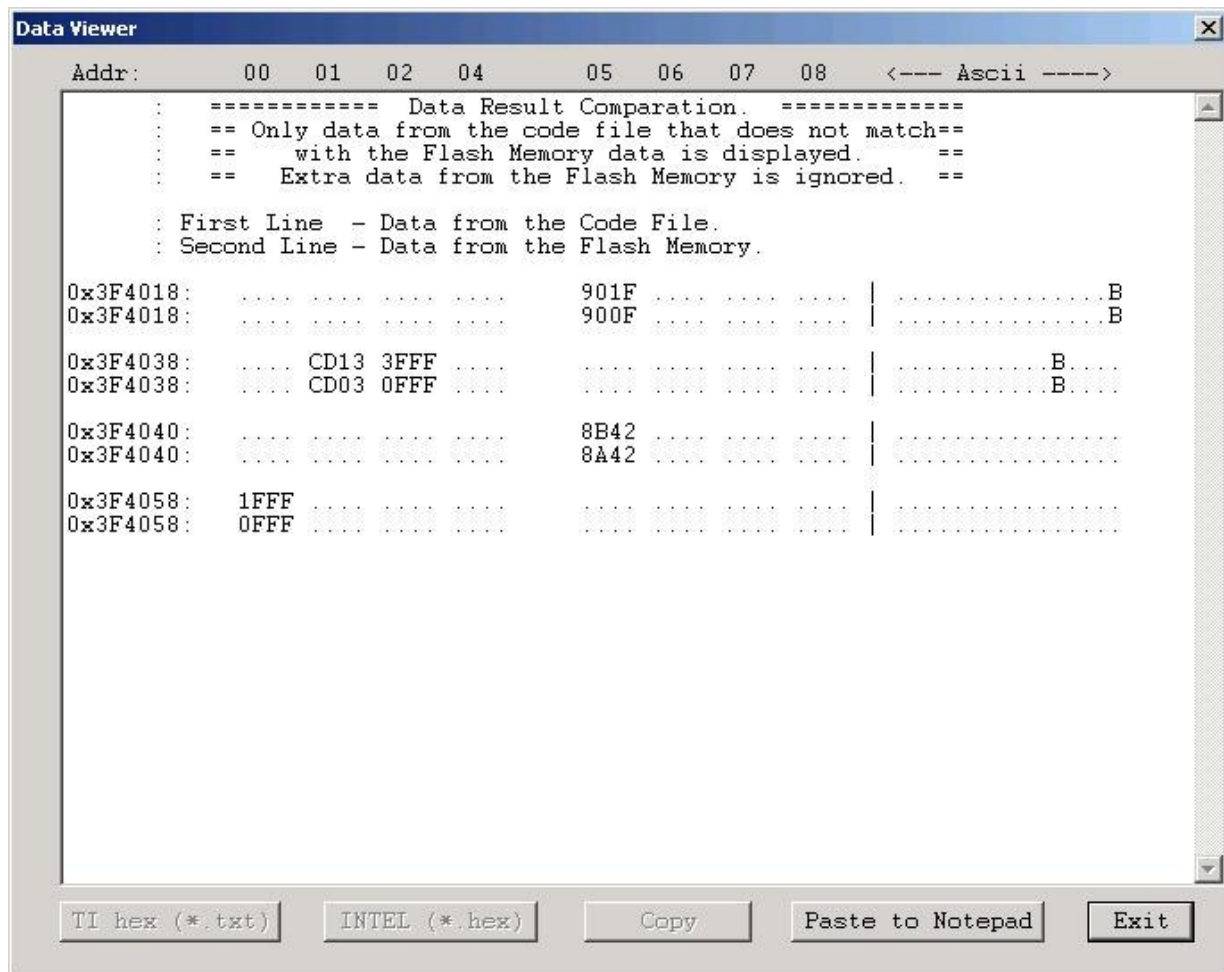 Data Viewer
Addr: 00 01 02 04 05 06 07 08 <--- Ascii ---->
: ============ Data Result Comparation. =============
: == Only data from the code file that does not match==
: == with the Flash Memory data is displayed. ==
: == Extra data from the Flash Memory is ignored. ==
: First Line - Data from the Code File.
: Second Line - Data from the Flash Memory.
0x3F4018: .... .... .... .... 901F .... .... .... | ...............B
0x3F4018: .... .... .... .... 900F .... .... .... | ...............B
0x3F4038: .... CD13 3FFF .... .... .... .... .... | ...........B....
0x3F4038: .... CD03 0FFF .... .... .... .... .... | ...........B....
0x3F4040: .... .... .... .... 8B42 .... .... .... | ................
0x3F4040: .... .... .... .... 8A42 .... .... .... | ................
0x3F4058: 1FFF .... .... .... .... .... .... .... | ................
0x3F4058: 0FFF .... .... .... .... .... .... .... | ................
TI hex (*.txt) INTEL (*.hex) Copy Paste to Notepad Exit